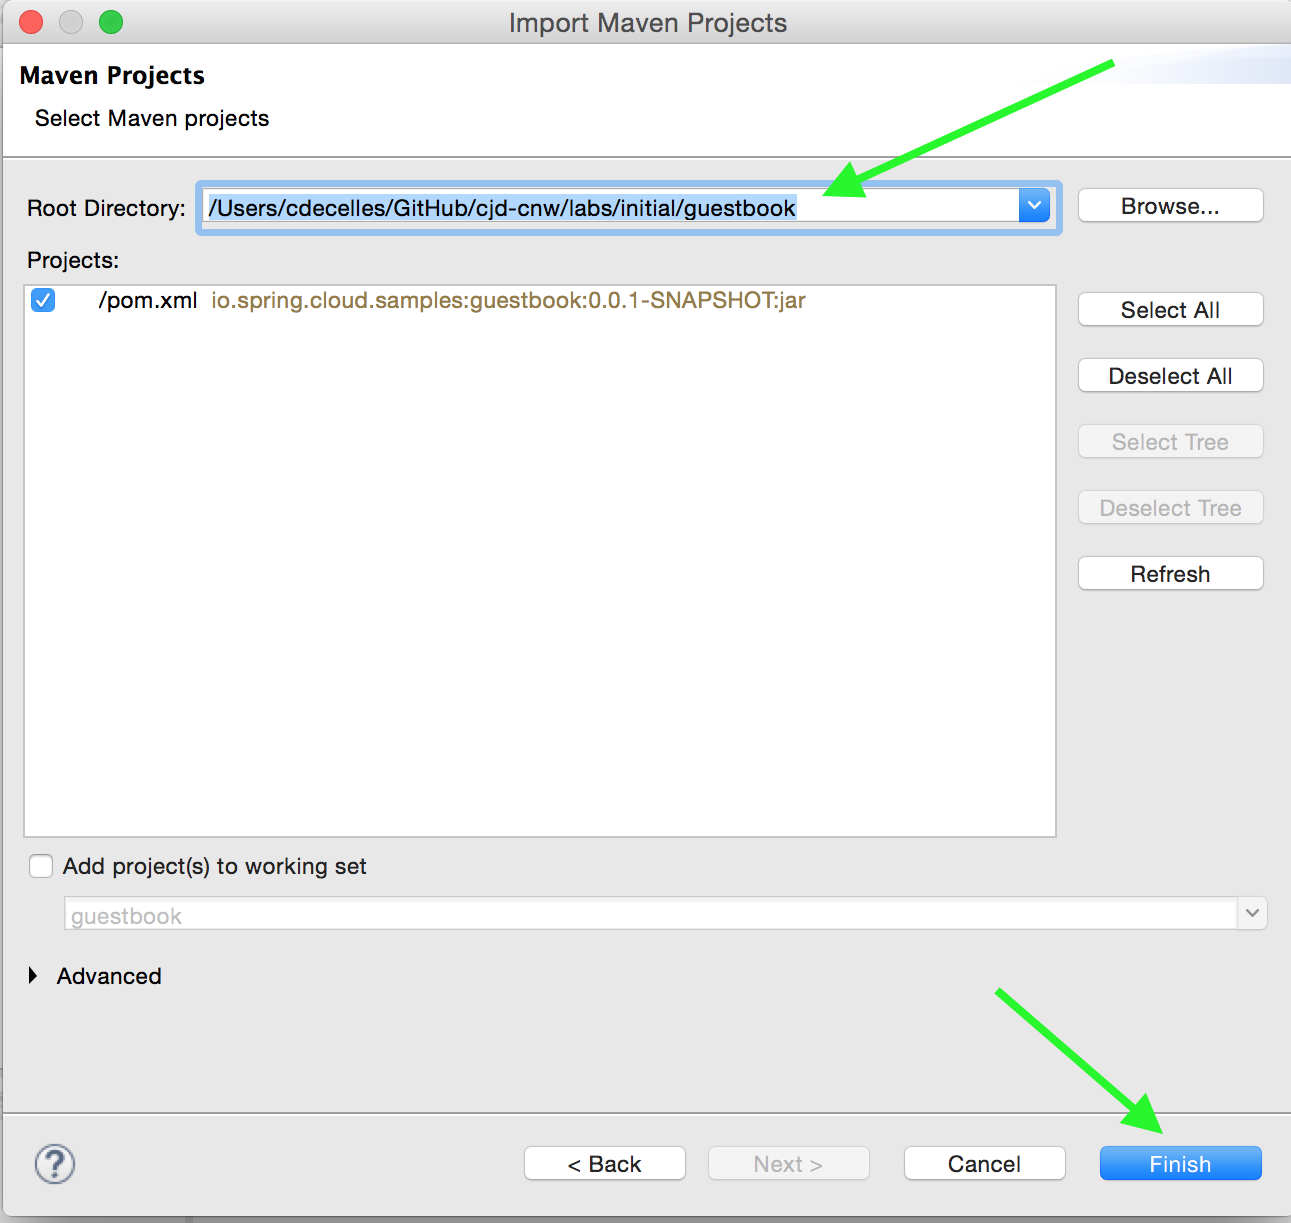 Import Maven Projects
Maven Projects
Select Maven projects
Root Directory: /Users/cdecelles/GitHub/cjd-cnw/labs/initial/guestbook Browse...
Projects:
/pom.xml io.spring.cloud.samples:guestbook:0.0.1-SNAPSHOT:jar
Select All
Deselect All
Select Tree
Deselect Tree
Refresh
Add project(s) to working set
guestbook
Advanced
? < Back Next > Cancel Finish